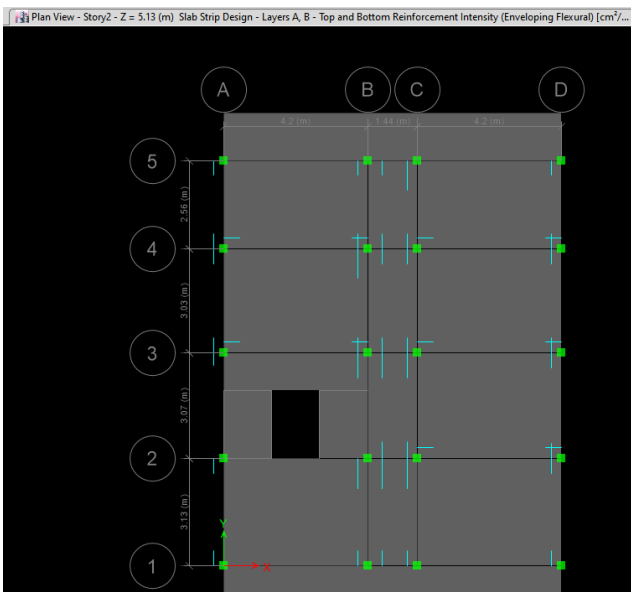 Plan View - Story2 - Z = 5.13 (m) Slab Strip Design - Layers A, B - Top and Bottom Reinforcement Intensity (Enveloping Flexural) [cm²/...
A B C D
4.2 (m) 1.44 (m) 4.2 (m)
5
2.56 (m)
4
3.03 (m)
3
3.07 (m)
2
3.13 (m)
Y
1
X